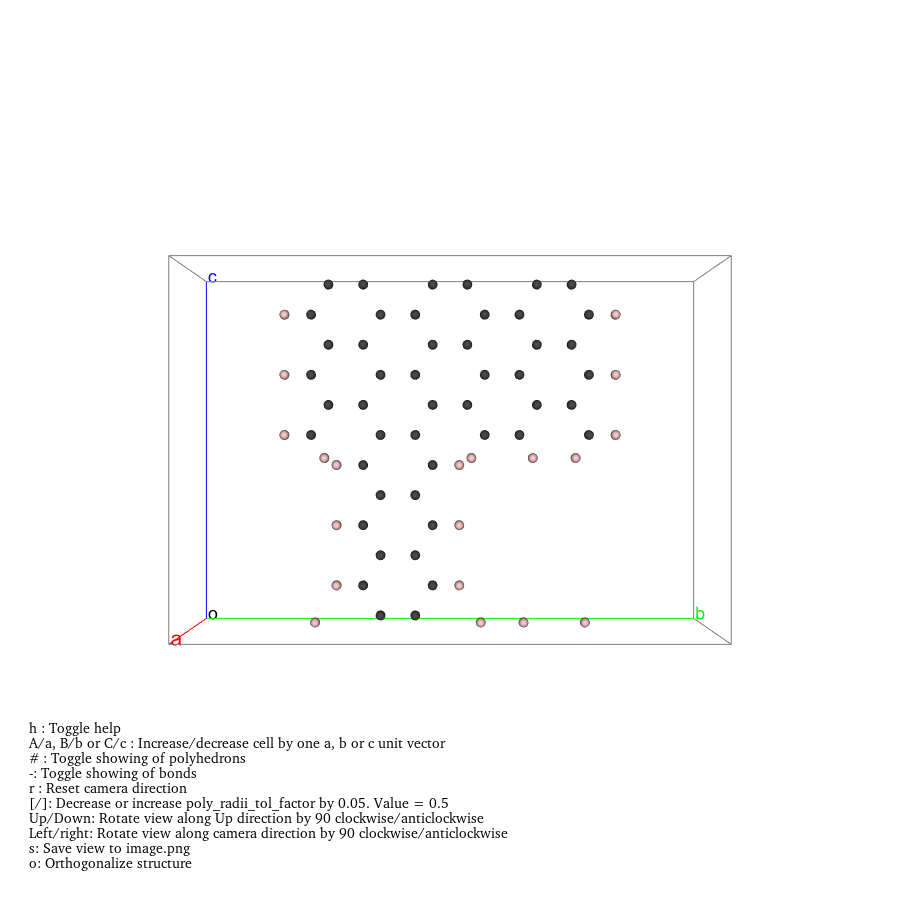 c
o
b
a
h : Toggle help
A/a, B/b or C/c : Increase/decrease cell by one a, b or c unit vector
# : Toggle showing of polyhedrons
-: Toggle showing of bonds
r : Reset camera direction
[/]: Decrease or increase poly_radii_tol_factor by 0.05. Value = 0.5
Up/Down: Rotate view along Up direction by 90 clockwise/anticlockwise
Left/right: Rotate view along camera direction by 90 clockwise/anticlockwise
s: Save view to image.png
o: Orthogonalize structure